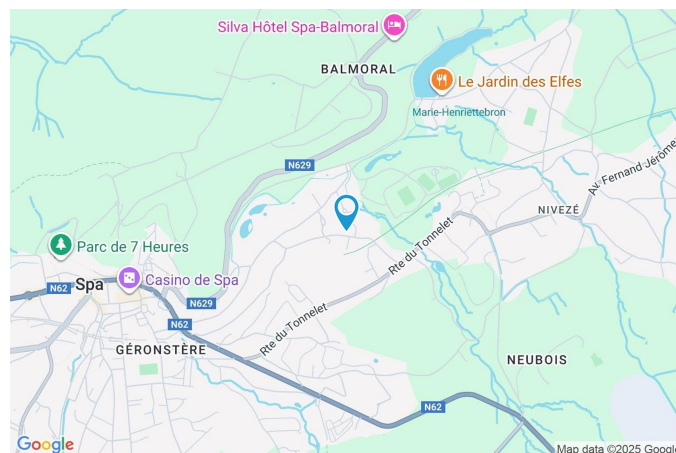 Silva Hôtel Spa-Balmoral
BALMORAL
Le Jardin des Elfes
Marie-Henriettebron
N629
Av. Fernand Jérôme
NIVEZÉ
Parc de 7 Heures
Rte du Tonnelet
Casino de Spa
Spa
N62
N629
N62
Rte du Tonnelet
GÉRONSTÈRE
NEUBOIS
N62
Google
Map data ©2025 Google